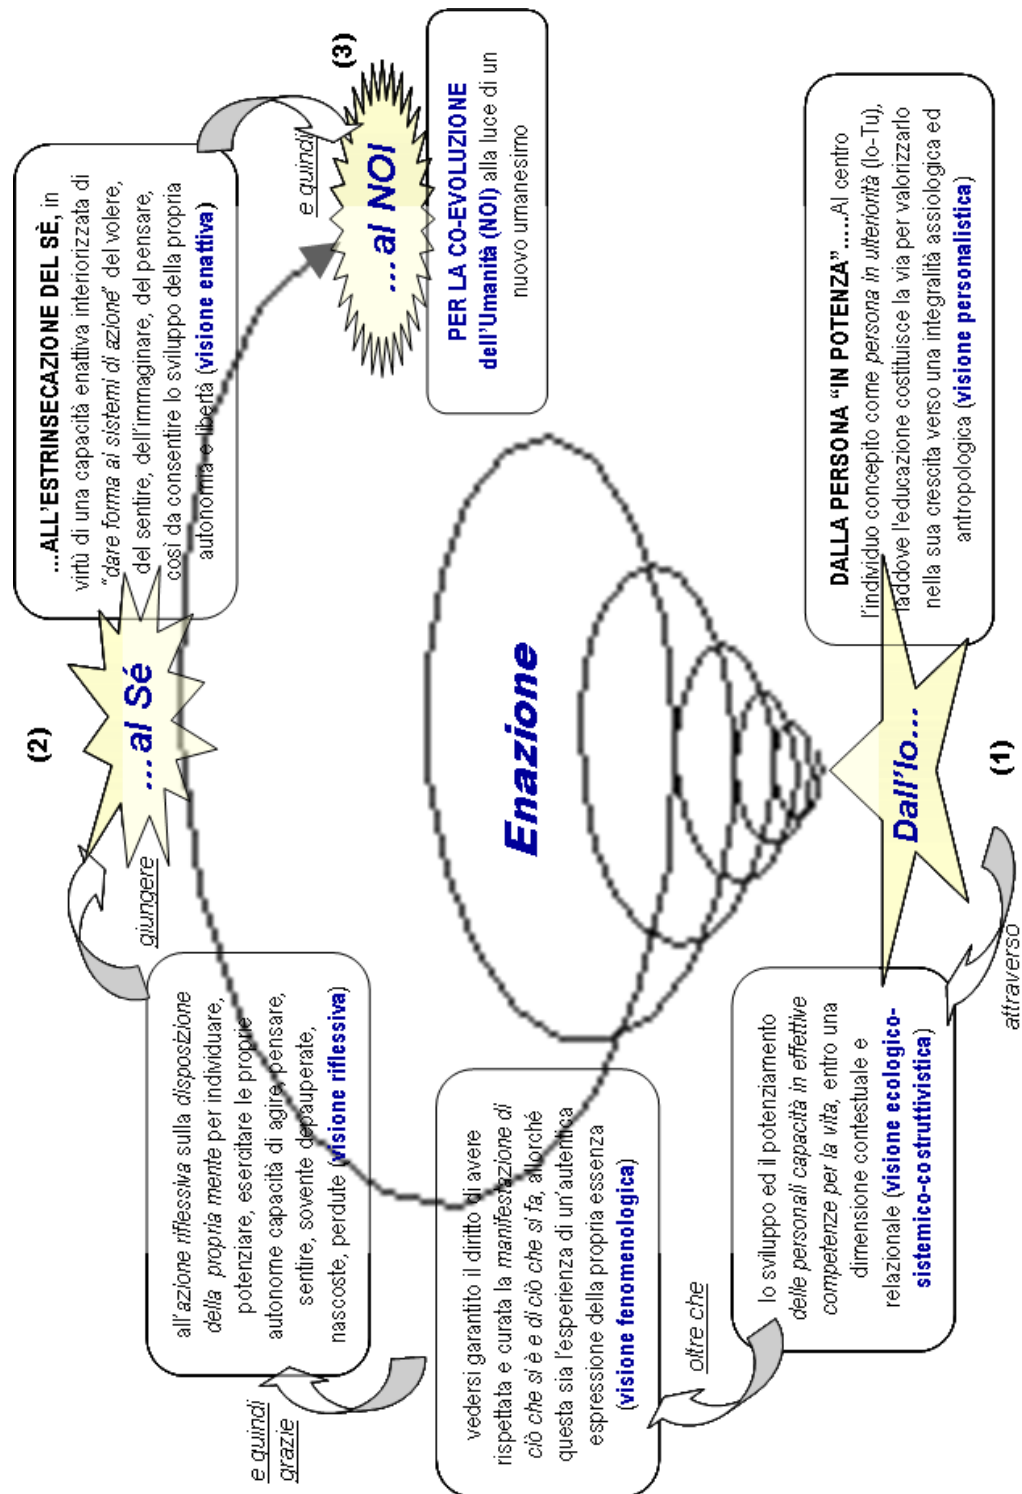 (1)
Dall'Io...
DALLA PERSONA “IN POTENZA” .....Al centro
l'individuo concepito come persona in ulteriorità (Io-Tu),
laddove l'educazione costituisce la via per valorizzarlo
nella sua crescita verso una integralità assiologica ed
antropologica (visione personalistica)
attraverso
lo sviluppo ed il potenziamento
delle personali capacità in effettive
competenze per la vita, entro una
dimensione contestuale e
relazionale (visione ecologico-
sistemico-costruttivistica)
oltre che
vedersi garantito il diritto di avere
rispettata e curata la manifestazione di
ciò che si è e di ciò che si fa, allorché
questa sia l'esperienza di un'autentica
espressione della propria essenza
(visione fenomenologica)
e quindi
grazie
all'azione riflessiva sulla disposizione
della propria mente per individuare,
potenziare, esercitare le proprie
autonome capacità di agire, pensare,
sentire, sovente depauperate,
nascoste, perdute (visione riflessiva)
giungere
(2)
...al Sé
...ALL'ESTRINSECAZIONE DEL SÈ, in
virtù di una capacità enattiva interiorizzata di
“dare forma ai sistemi di azione” del volere,
del sentire, dell'immaginare, del pensare,
così da consentire lo sviluppo della propria
autonomia e libertà (visione enattiva)
e quindi
(3)
...al NOI
PER LA CO-EVOLUZIONE
dell'Umanità (NOI) alla luce di un
nuovo umanesimo
Enazione